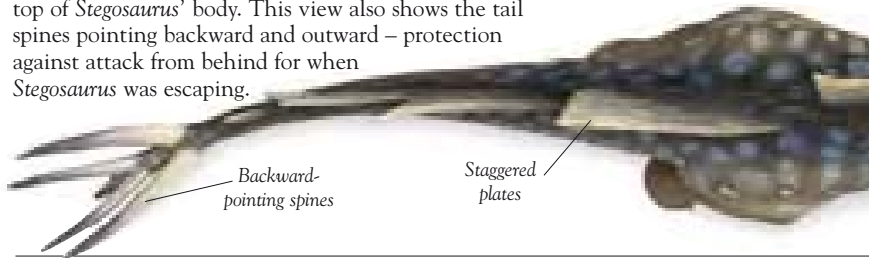 top of Stegosaurus’ body. This view also shows the tail
spines pointing backward and outward – protection
against attack from behind for when
Stegosaurus was escaping.
Backward-
pointing spines
Staggered
plates